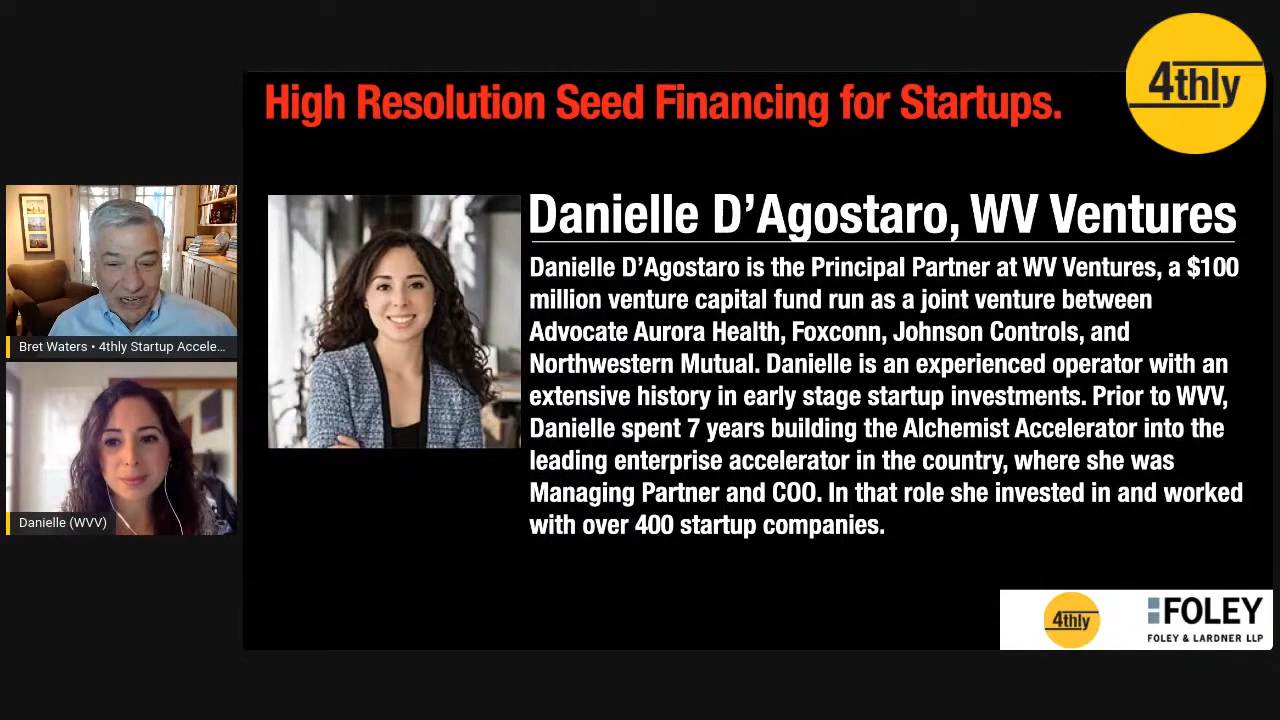 4thly
High Resolution Seed Financing for Startups.
Danielle D’Agostaro, WV Ventures
Danielle D’Agostaro is the Principal Partner at WV Ventures, a $100
million venture capital fund run as a joint venture between
Advocate Aurora Health, Foxconn, Johnson Controls, and
Northwestern Mutual. Danielle is an experienced operator with an
extensive history in early stage startup investments. Prior to WVV,
Danielle spent 7 years building the Alchemist Accelerator into the
leading enterprise accelerator in the country, where she was
Managing Partner and COO. In that role she invested in and worked
with over 400 startup companies.
Bret Waters • 4thly Startup Accele...
Danielle (WVV)
4thly
FOLEY
FOLEY & LARDNER LLP